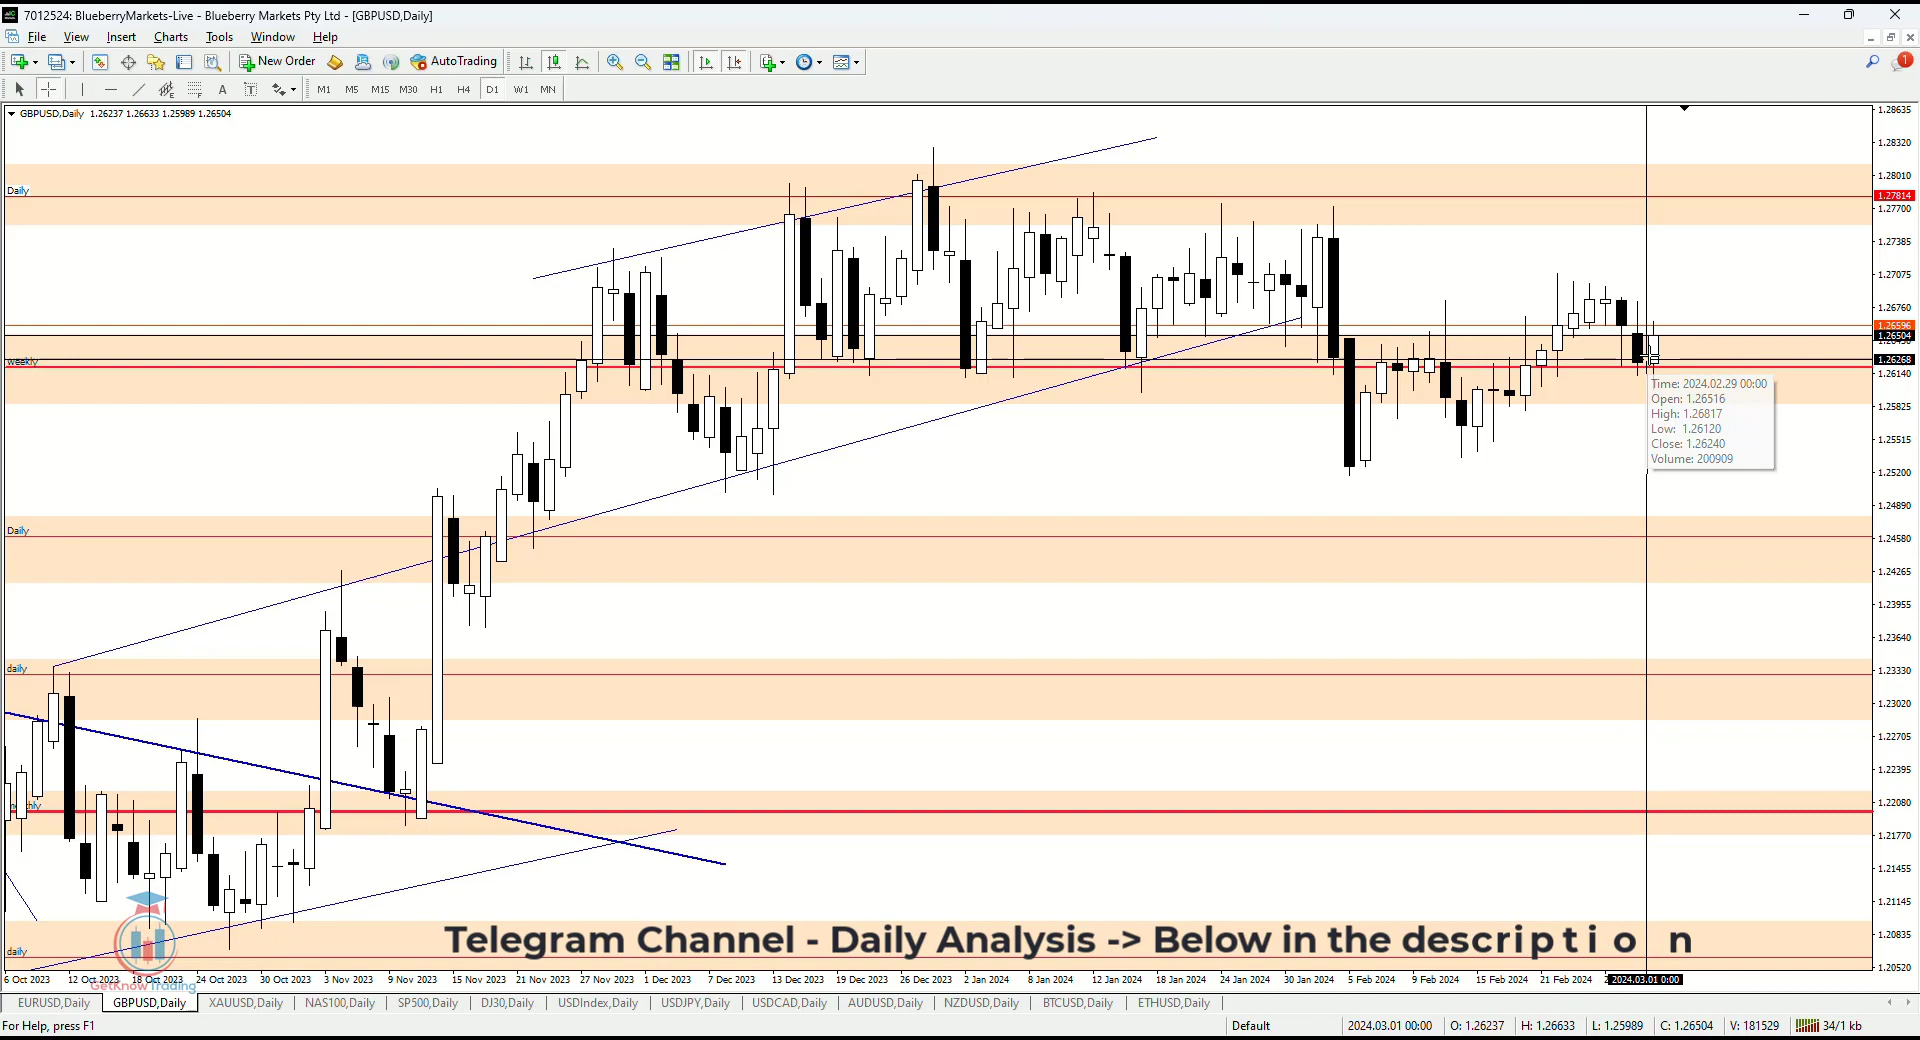 7012524: BlueberryMarkets-Live - Blueberry Markets Pty Ltd - [GBPUSD,Daily]
File View Insert Charts Tools Window Help
New Order AutoTrading
1
A T M1 M5 M15 M30 H1 H4 D1 W1 MN
GBPUSD,Daily 1.26237 1.26633 1.25989 1.26504
1.28635
1.28320
1.28010
Daily
1.27814
1.27700
1.27385
1.27075
1.26760
1.26596
1.26504
weekly
1.26268
1.26140
Time: 2024.02.29 00:00
Open: 1.26516
High: 1.26817
Low: 1.26120
Close: 1.26240
Volume: 200909
1.25825
1.25515
1.25200
1.24890
Daily
1.24580
1.24265
1.23955
1.23640
daily
1.23330
1.23020
1.22705
1.22395
1.22080
1.21770
1.21455
1.21145
1.20835
Telegram Channel - Daily Analysis -> Below in the description
daily
1.20520
6 Oct 2023 12 Oct 2023 18 Oct 2023 24 Oct 2023 30 Oct 2023 3 Nov 2023 9 Nov 2023 15 Nov 2023 21 Nov 2023 27 Nov 2023 1 Dec 2023 7 Dec 2023 13 Dec 2023 19 Dec 2023 26 Dec 2023 2 Jan 2024 8 Jan 2024 12 Jan 2024 18 Jan 2024 24 Jan 2024 30 Jan 2024 5 Feb 2024 9 Feb 2024 15 Feb 2024 21 Feb 2024 2024.03.01 0:00
GetKnowTrading
EURUSD,Daily GBPUSD,Daily XAUUSD,Daily NAS100,Daily SP500,Daily DJ30,Daily USDIndex,Daily USDJPY,Daily USDCAD,Daily AUDUSD,Daily NZDUSD,Daily BTCUSD,Daily ETHUSD,Daily
For Help, press F1 Default 2024.03.01 00:00 O: 1.26237 H: 1.26633 L: 1.25989 C: 1.26504 V: 181529 34/1 kb